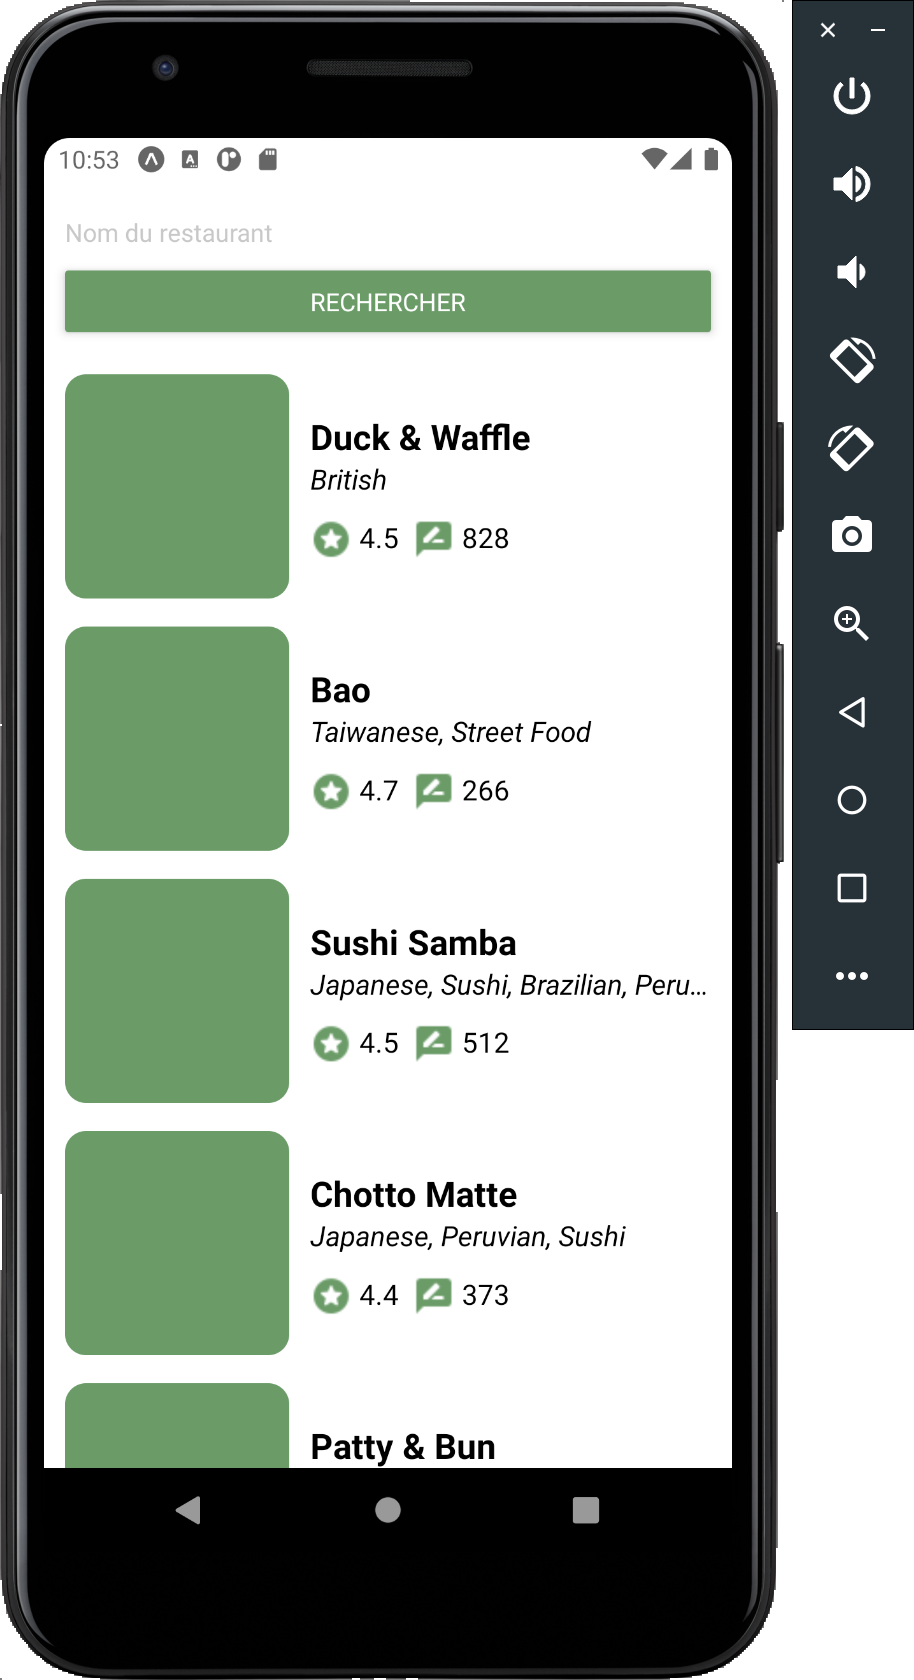 10:53
Nom du restaurant
RECHERCHER
Duck & Waffle
British
4.5 828
Bao
Taiwanese, Street Food
4.7 266
Sushi Samba
Japanese, Sushi, Brazilian, Peru...
4.5 512
Chotto Matte
Japanese, Peruvian, Sushi
4.4 373
Patty & Bun